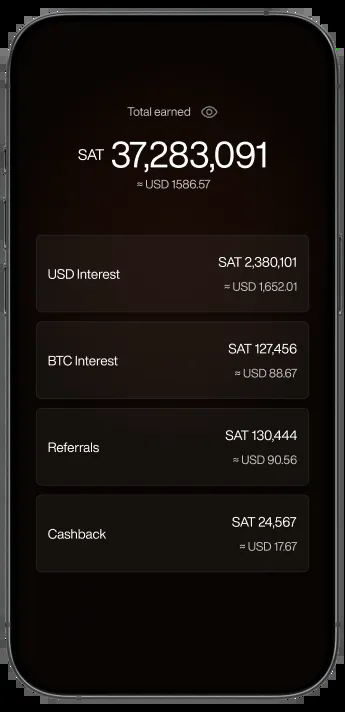 Total earned
SAT 37,283,091
≈ USD 1586.57
USD Interest
SAT 2,380,101
≈ USD 1,652.01
BTC Interest
SAT 127,456
≈ USD 88.67
Referrals
SAT 130,444
≈ USD 90.56
Cashback
SAT 24,567
≈ USD 17.67